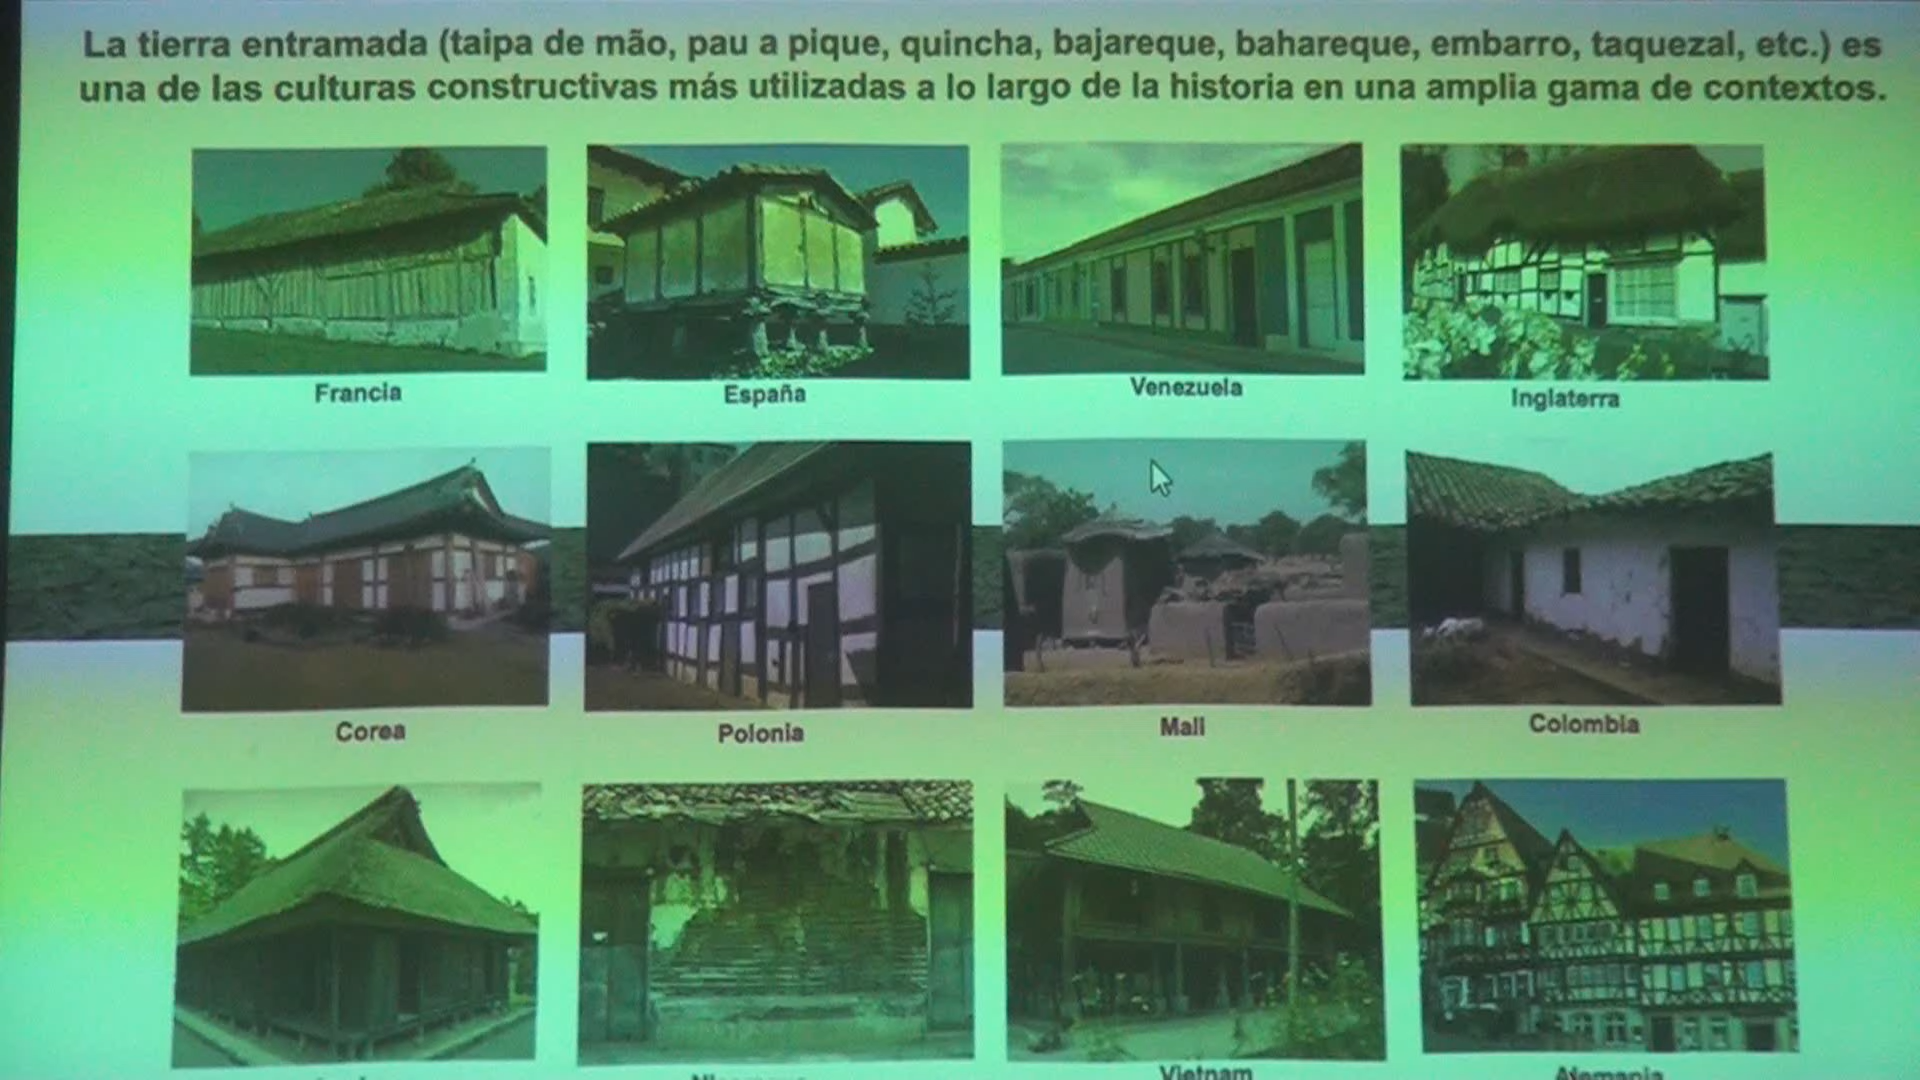 La tierra entramada (taipa de mão, pau a pique, quincha, bajareque, bahareque, embarro, taquezal, etc.) es
una de las culturas constructivas más utilizadas a lo largo de la historia en una amplia gama de contextos.
Francia
España
Venezuela
Inglaterra
Corea
Polonia
Mali
Colombia
Vietnam
Alemania